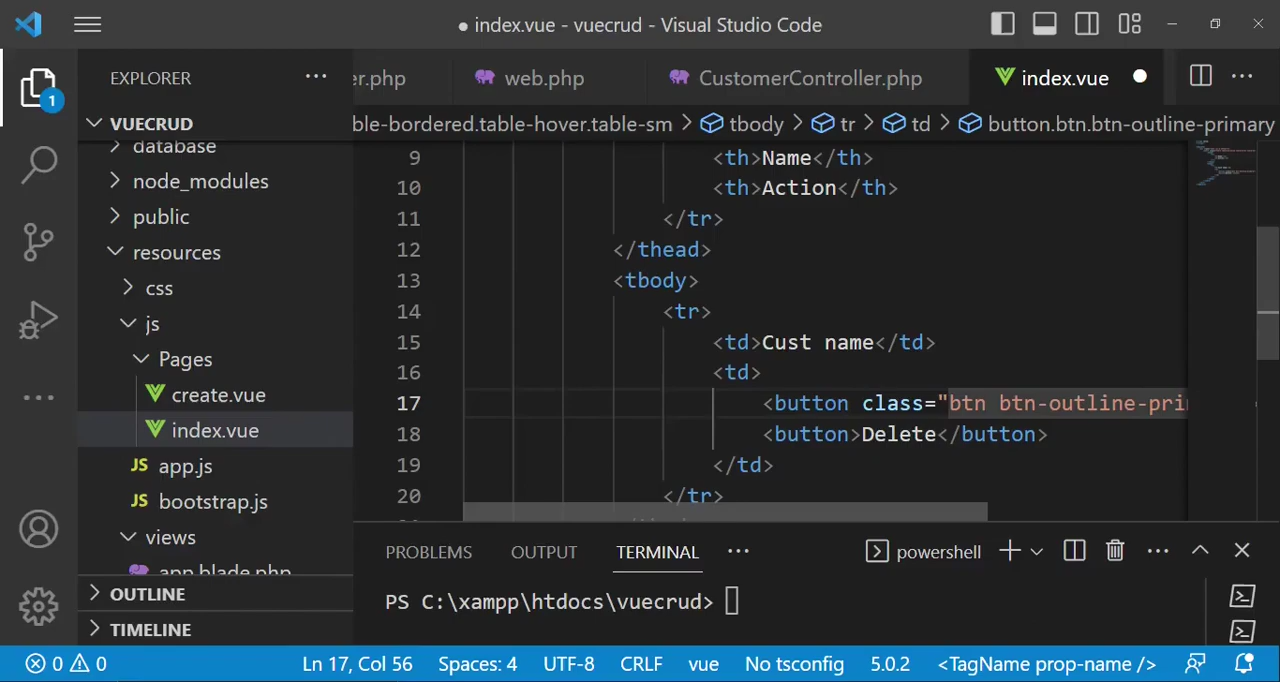 ● index.vue - vuecrud - Visual Studio Code
EXPLORER ···
er.php web.php CustomerController.php index.vue ● ···
1
VUECRUD
ble-bordered.table-hover.table-sm > tbody > tr > td > button.btn.btn-outline-primary
database
node_modules
public
resources
css
js
Pages
create.vue
index.vue
JS app.js
JS bootstrap.js
views
app.blade.php
OUTLINE
TIMELINE
9 <th>Name</th>
10 <th>Action</th>
11 </tr>
12 </thead>
13 <tbody>
14 <tr>
15 <td>Cust name</td>
16 <td>
17 <button class="btn btn-outline-pri
18 <button>Delete</button>
19 </td>
20 </tr>
PROBLEMS OUTPUT TERMINAL ··· powershell
PS C:\xampp\htdocs\vuecrud>
0 0 Ln 17, Col 56 Spaces: 4 UTF-8 CRLF vue No tsconfig 5.0.2 <TagName prop-name />